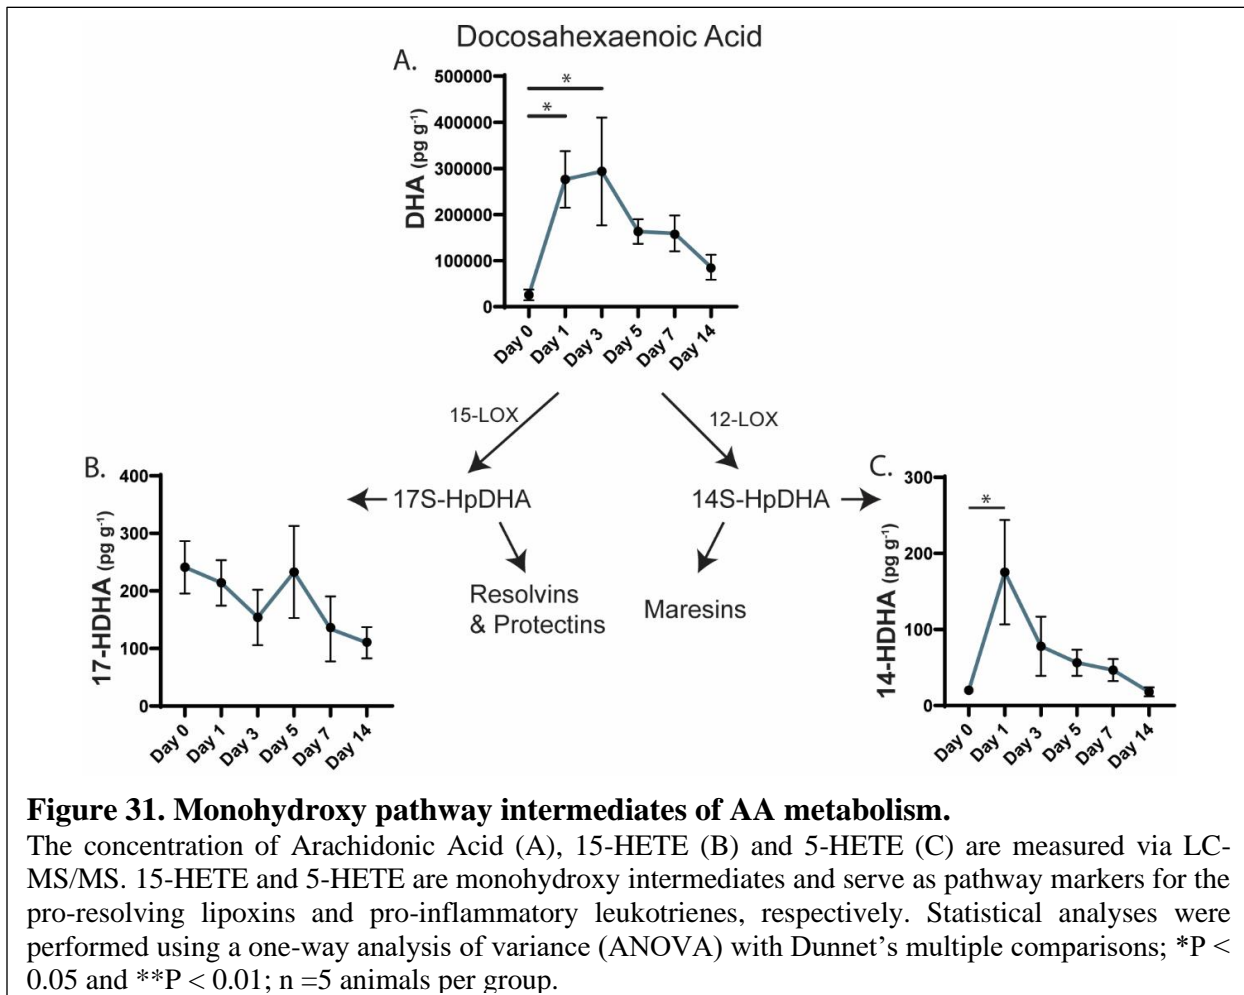 Docosahexaenoic Acid
A.
DHA (pg g-1)
500000
400000
300000
200000
100000
0
*
*
Day 0
Day 1
Day 3
Day 5
Day 7
Day 14
15-LOX
12-LOX
B.
17-HDHA (pg g-1)
400
300
200
100
0
Day 0
Day 1
Day 3
Day 5
Day 7
Day 14
17S-HpDHA
14S-HpDHA
Resolvins
& Protectins
Maresins
C.
14-HDHA (pg g-1)
300
200
100
0
*
Day 0
Day 1
Day 3
Day 5
Day 7
Day 14
Figure 31. Monohydroxy pathway intermediates of AA metabolism.
The concentration of Arachidonic Acid (A), 15-HETE (B) and 5-HETE (C) are measured via LC-
MS/MS. 15-HETE and 5-HETE are monohydroxy intermediates and serve as pathway markers for the
pro-resolving lipoxins and pro-inflammatory leukotrienes, respectively. Statistical analyses were
performed using a one-way analysis of variance (ANOVA) with Dunnet’s multiple comparisons; *P <
0.05 and **P < 0.01; n =5 animals per group.